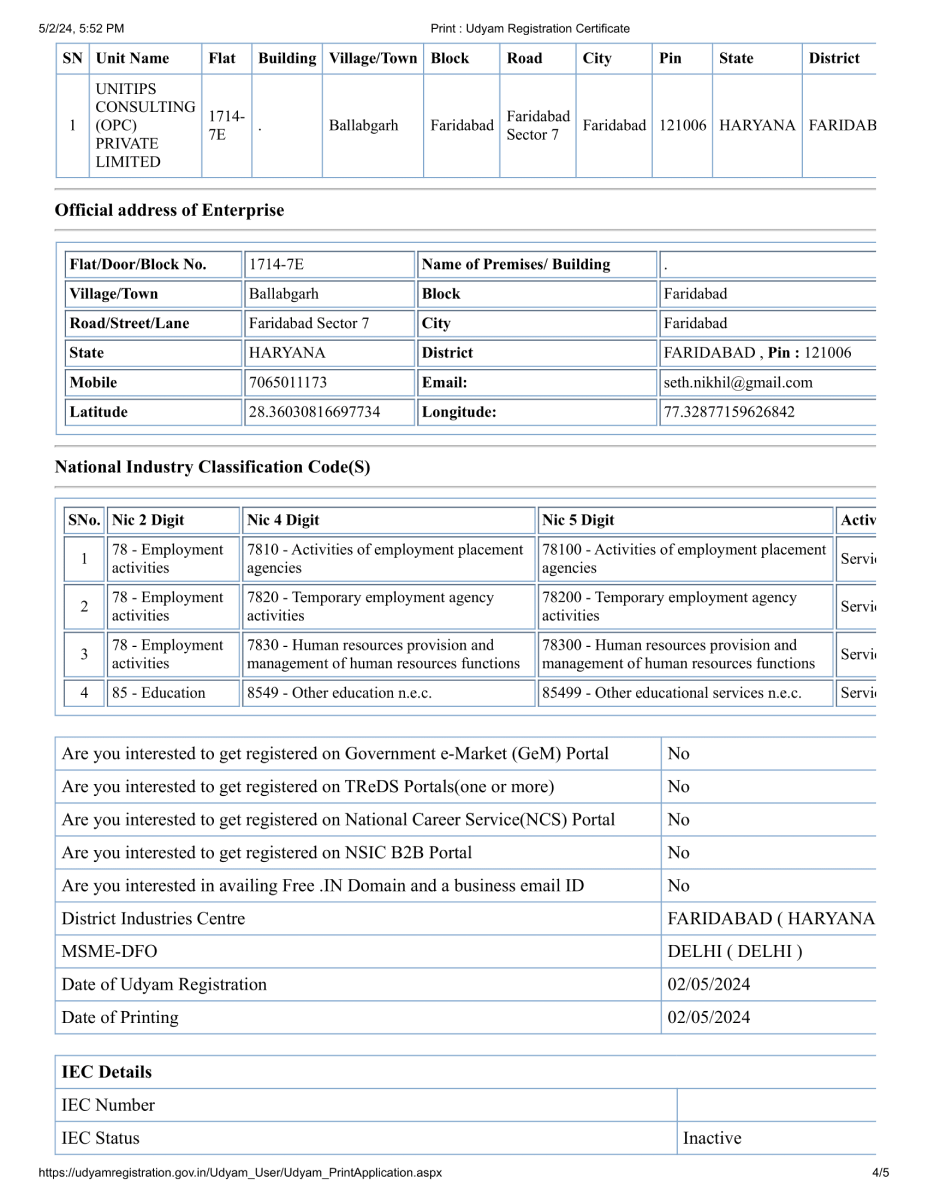 5/2/24, 5:52 PM Print : Udyam Registration Certificate
SN Unit Name Flat Building Village/Town Block Road City Pin State District
1 UNITIPS CONSULTING (OPC) PRIVATE LIMITED 1714-7E . Ballabgarh Faridabad Faridabad Sector 7 Faridabad 121006 HARYANA FARIDAB
Official address of Enterprise
Flat/Door/Block No. 1714-7E Name of Premises/ Building .
Village/Town Ballabgarh Block Faridabad
Road/Street/Lane Faridabad Sector 7 City Faridabad
State HARYANA District FARIDABAD , Pin : 121006
Mobile 7065011173 Email: seth.nikhil@gmail.com
Latitude 28.36030816697734 Longitude: 77.32877159626842
National Industry Classification Code(S)
SNo. Nic 2 Digit Nic 4 Digit Nic 5 Digit Activ
1 78 - Employment activities 7810 - Activities of employment placement agencies 78100 - Activities of employment placement agencies Servi
2 78 - Employment activities 7820 - Temporary employment agency activities 78200 - Temporary employment agency activities Servi
3 78 - Employment activities 7830 - Human resources provision and management of human resources functions 78300 - Human resources provision and management of human resources functions Servi
4 85 - Education 8549 - Other education n.e.c. 85499 - Other educational services n.e.c. Servi
Are you interested to get registered on Government e-Market (GeM) Portal No
Are you interested to get registered on TReDS Portals(one or more) No
Are you interested to get registered on National Career Service(NCS) Portal No
Are you interested to get registered on NSIC B2B Portal No
Are you interested in availing Free .IN Domain and a business email ID No
District Industries Centre FARIDABAD ( HARYANA
MSME-DFO DELHI ( DELHI )
Date of Udyam Registration 02/05/2024
Date of Printing 02/05/2024
IEC Details
IEC Number
IEC Status Inactive
https://udyamregistration.gov.in/Udyam_User/Udyam_PrintApplication.aspx 4/5